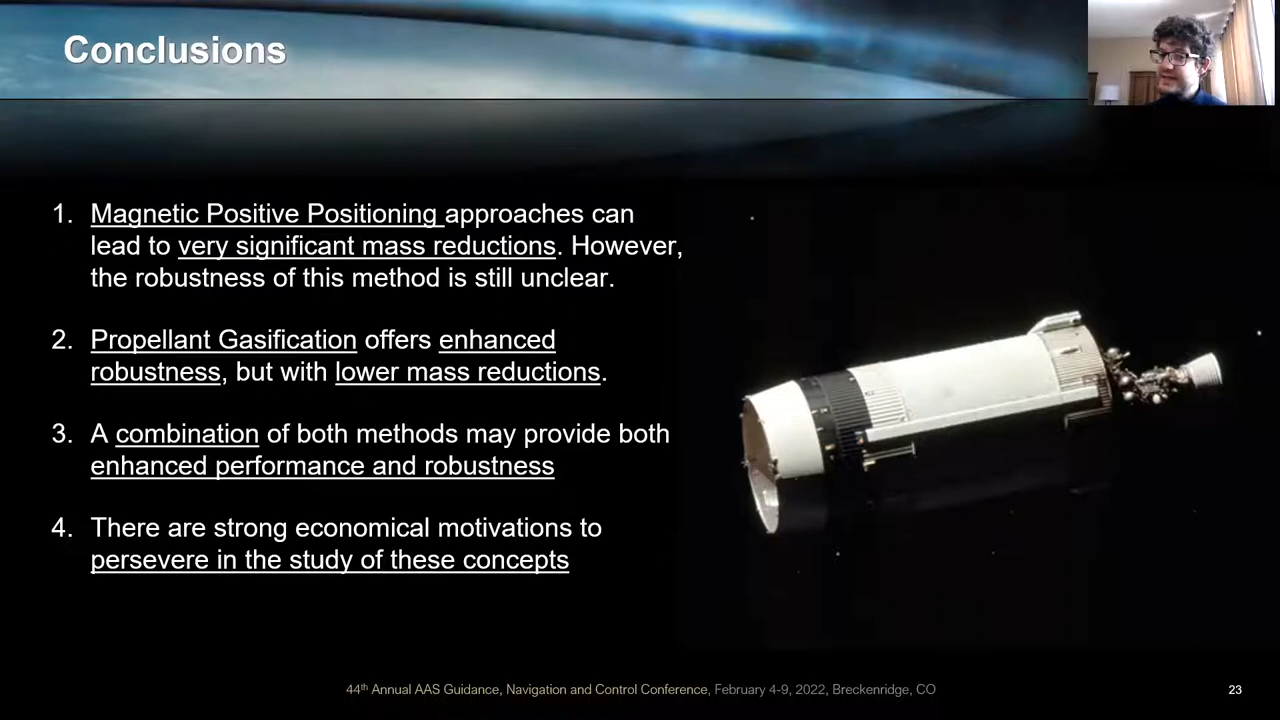 Conclusions
1. Magnetic Positive Positioning approaches can
lead to very significant mass reductions. However,
the robustness of this method is still unclear.
2. Propellant Gasification offers enhanced
robustness, but with lower mass reductions.
3. A combination of both methods may provide both
enhanced performance and robustness
4. There are strong economical motivations to
persevere in the study of these concepts
44th Annual AAS Guidance, Navigation and Control Conference, February 4-9, 2022, Breckenridge, CO
23